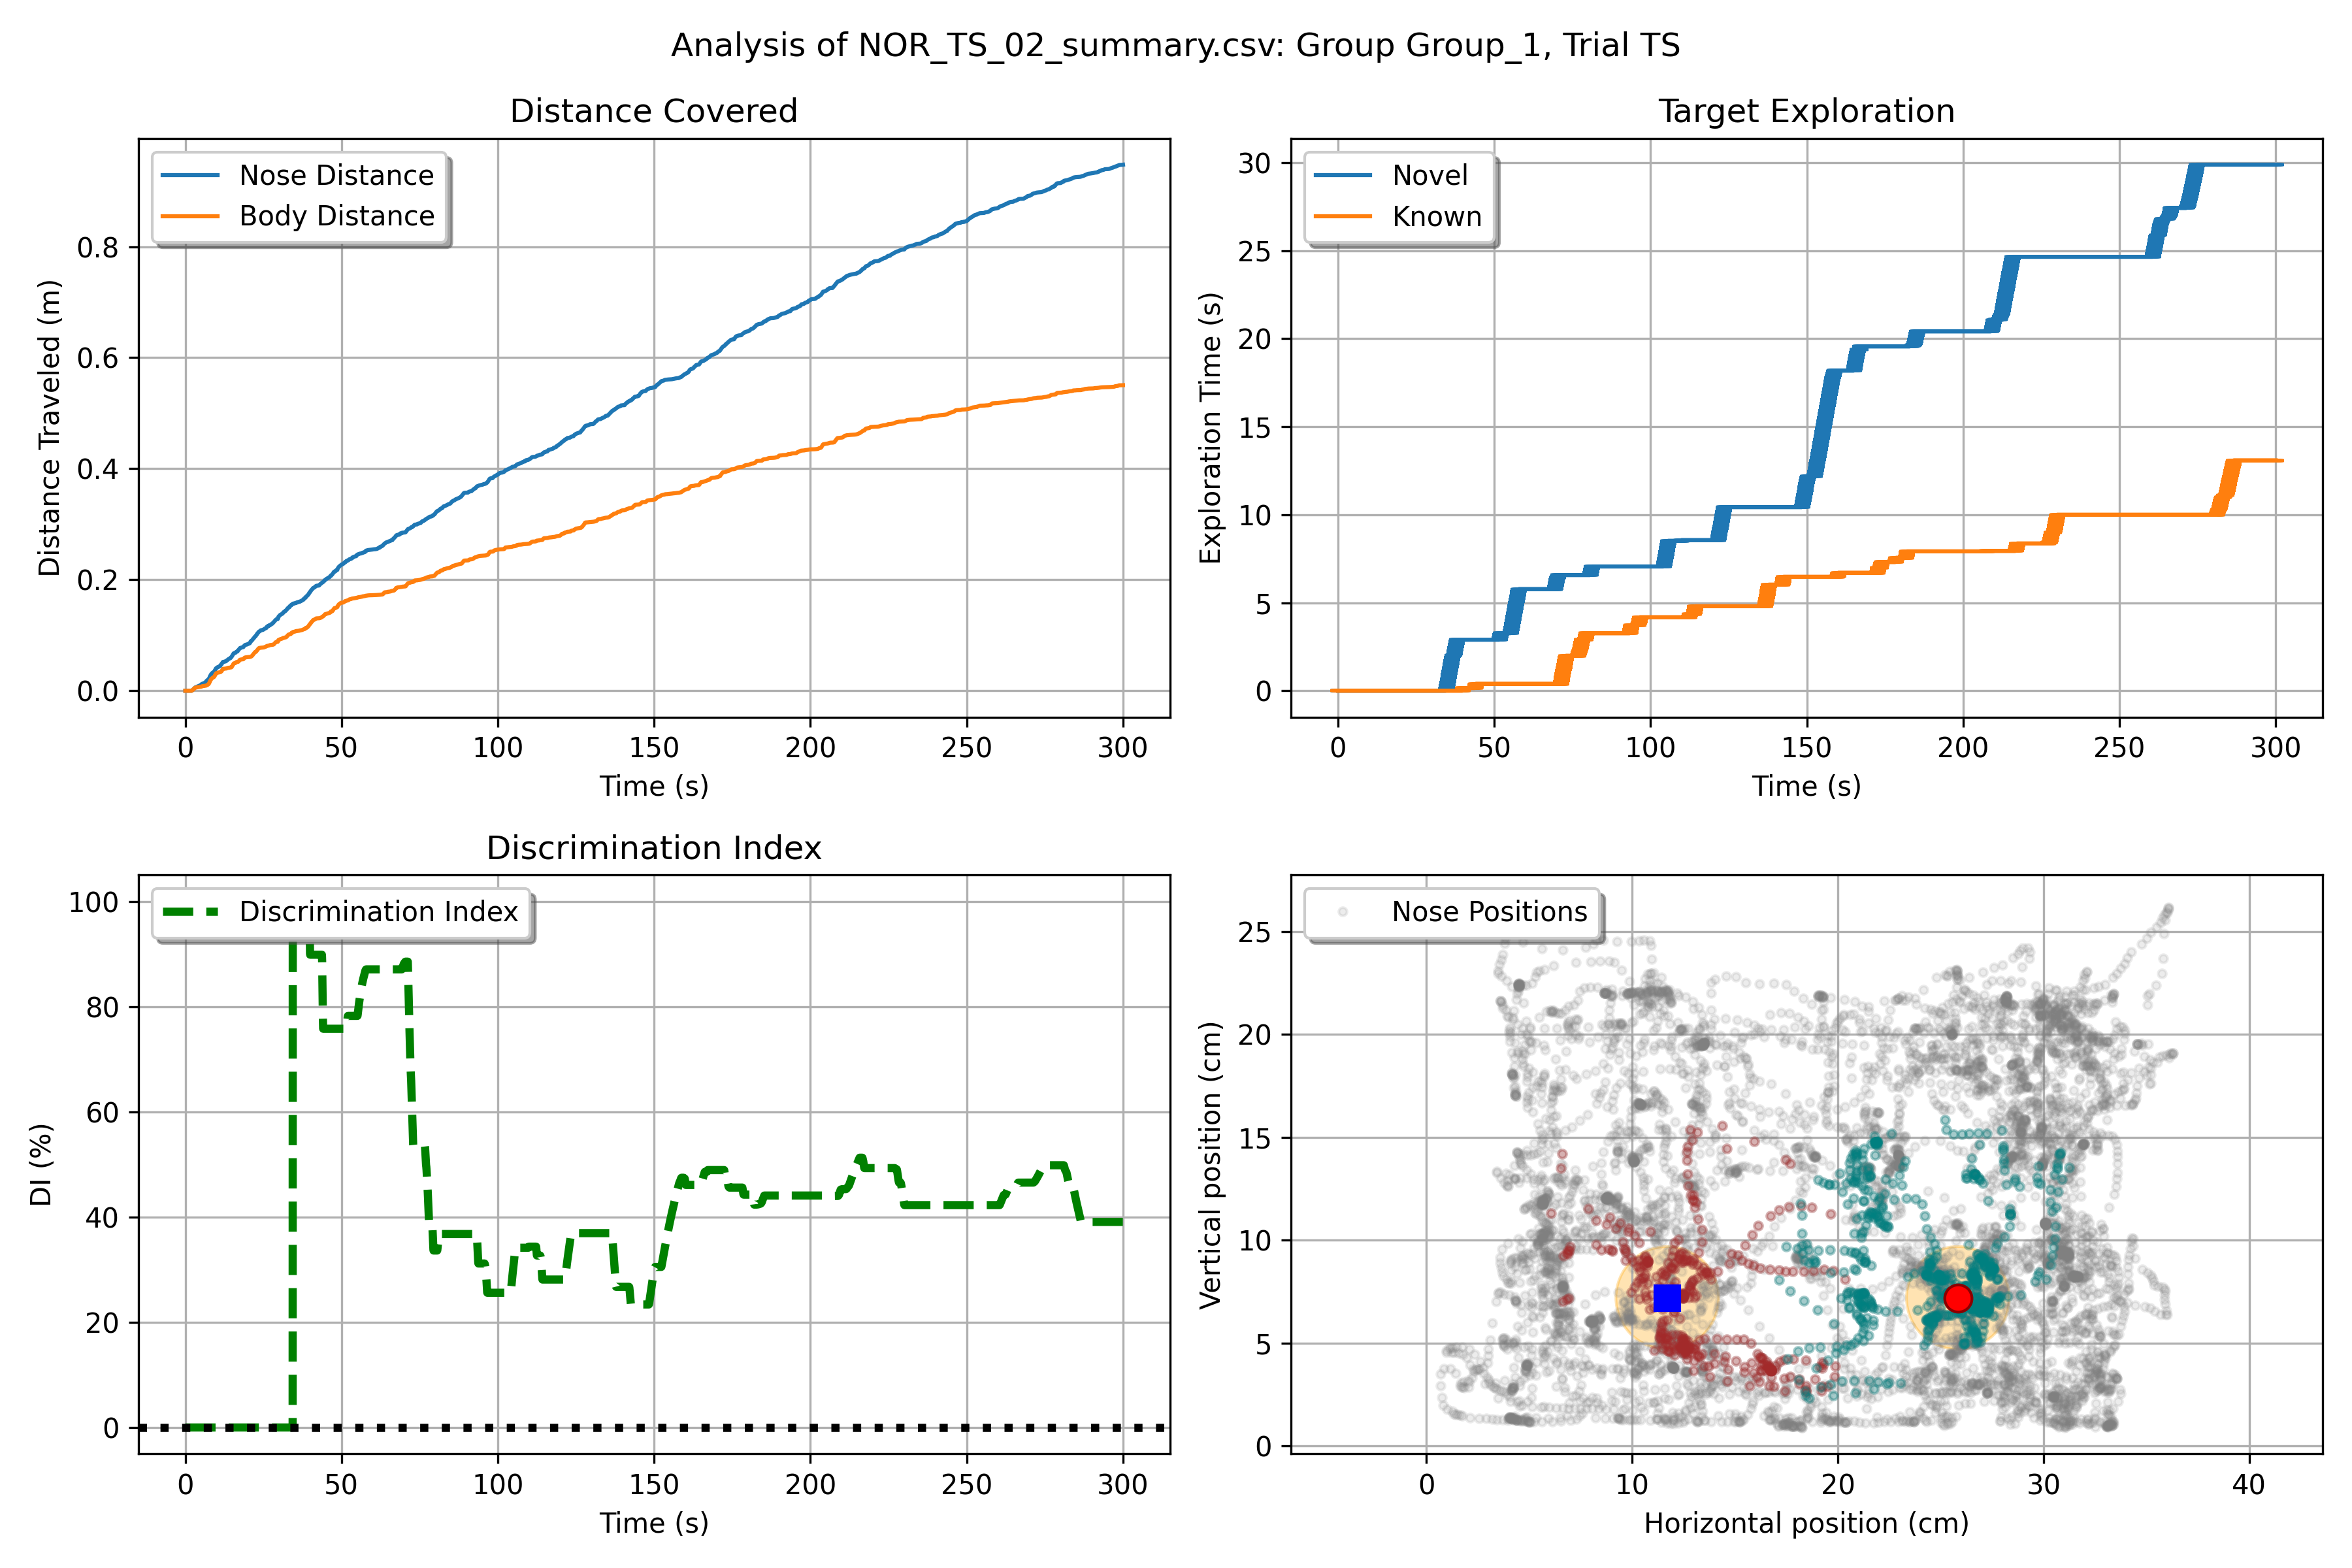 Analysis of NOR_TS_02_summary.csv: Group Group_1, Trial TS
Distance Covered
Nose Distance
Body Distance
Distance Traveled (m)
0.8
0.6
0.4
0.2
0.0
0 50 100 150 200 250 300
Time (s)
Target Exploration
Novel
Known
Exploration Time (s)
30
25
20
15
10
5
0
0 50 100 150 200 250 300
Time (s)
Discrimination Index
Discrimination Index
DI (%)
100
80
60
40
20
0
0 50 100 150 200 250 300
Time (s)
Nose Positions
Vertical position (cm)
25
20
15
10
5
0
0 10 20 30 40
Horizontal position (cm)